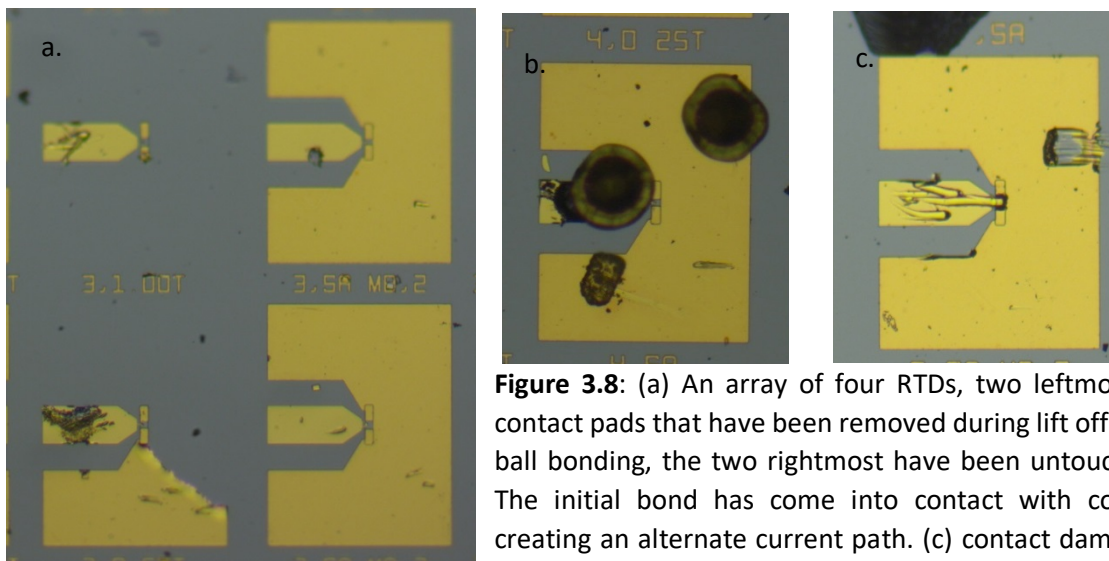 a.
3,1.00T
3,5A M0,2
b.
4,0 25T
c.
,5A
Figure 3.8: (a) An array of four RTDs, two leftmo
contact pads that have been removed during lift off
ball bonding, the two rightmost have been untouc
The initial bond has come into contact with co
creating an alternate current path. (c) contact dam